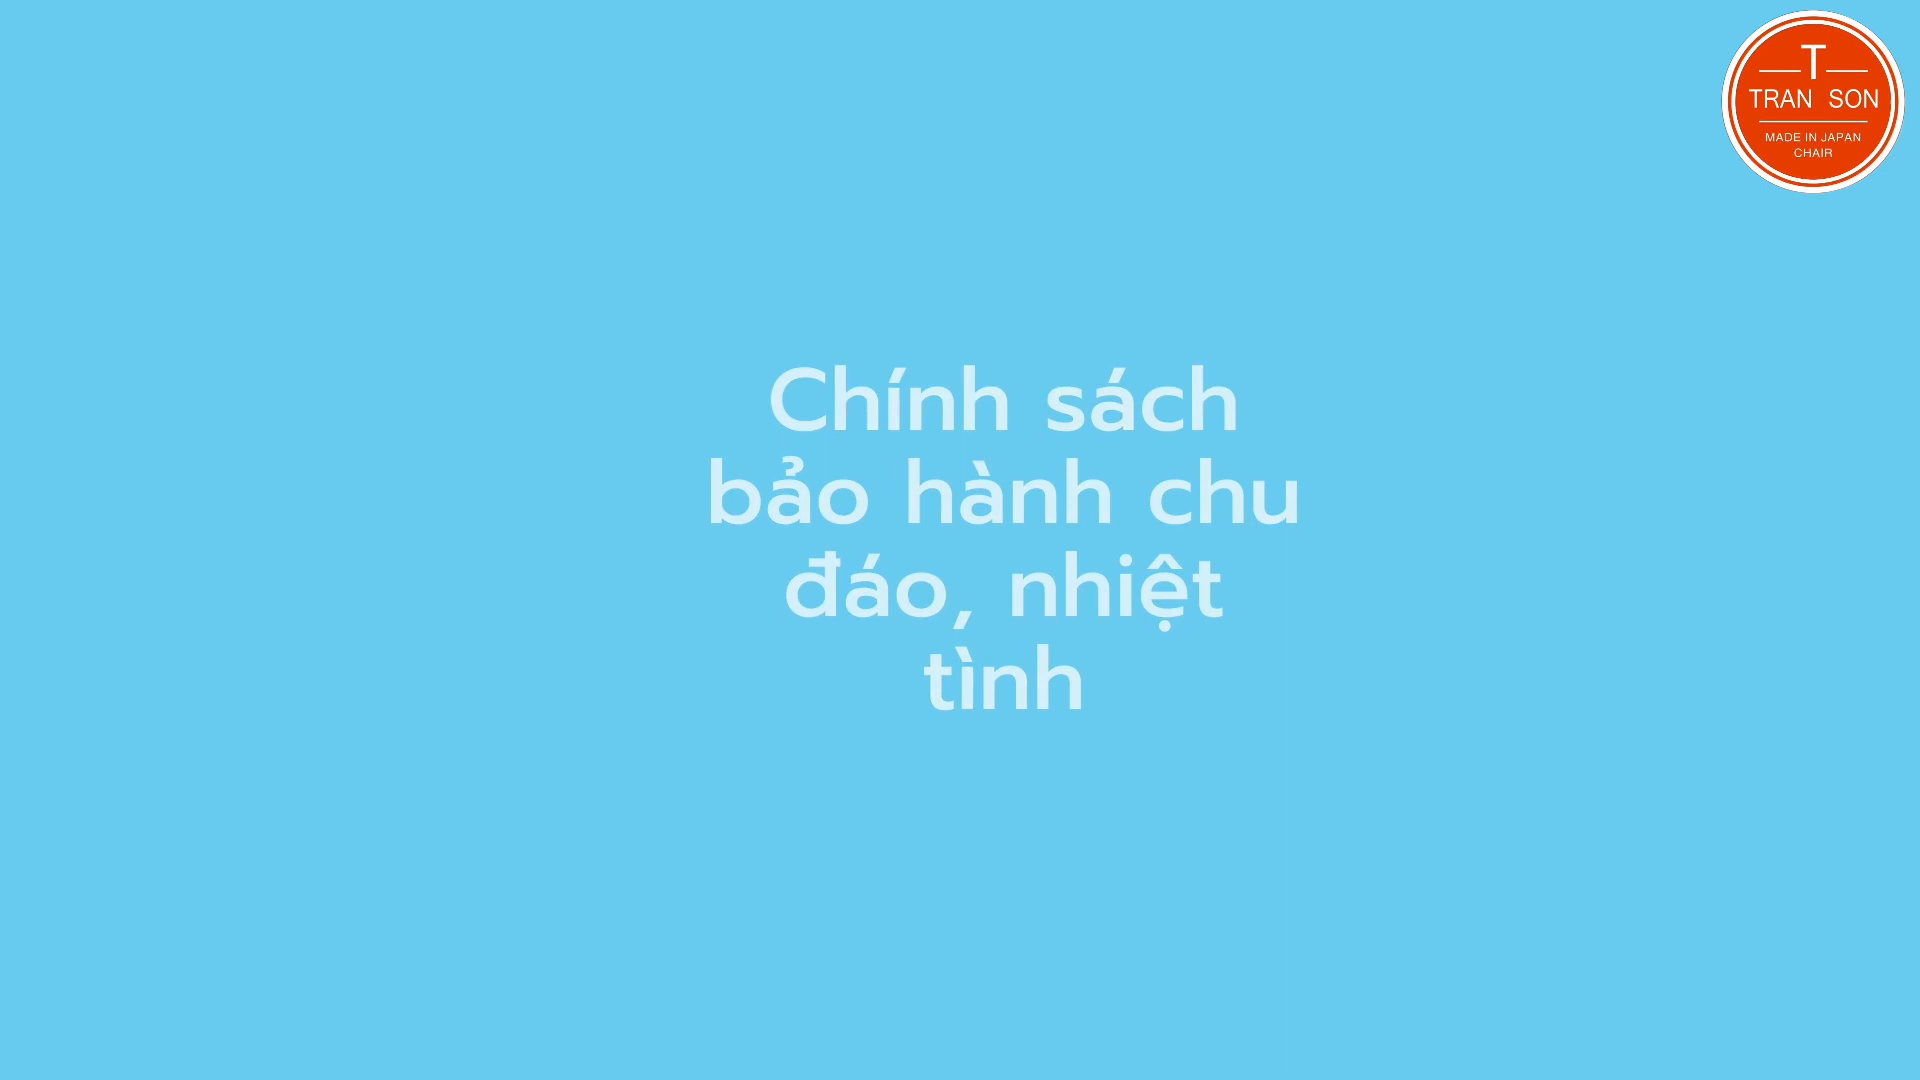 T
TRAN SON
MADE IN JAPAN
CHAIR
Chính sách
bảo hành chu
đáo, nhiệt
tình